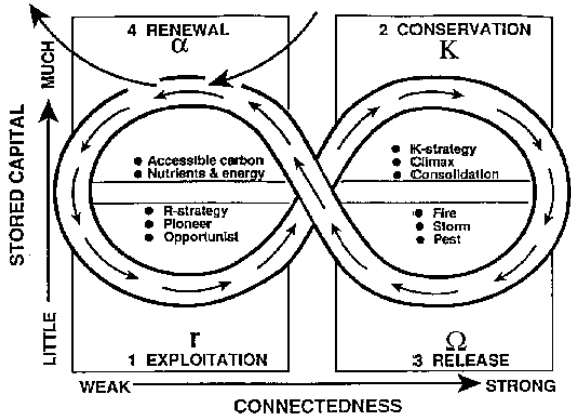 4 RENEWAL
α
2 CONSERVATION
K
STORED CAPITAL
MUCH
LITTLE
● Accessible carbon
● Nutrients & energy
● K-strategy
● Climax
● Consolidation
● R-strategy
● Pioneer
● Opportunist
● Fire
● Storm
● Pest
r
1 EXPLOITATION
Ω
3 RELEASE
WEAK
STRONG
CONNECTEDNESS